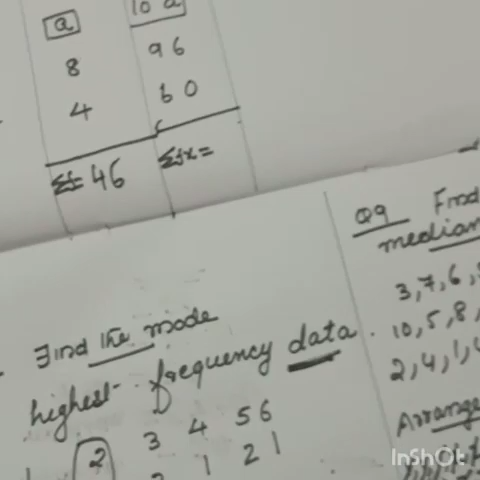 a 10 a
8 96
4 60
Σf= 46 Σfx=
Find the mode
highest frequency data.
2 3 4 5 6
1 2 1
Q9 Find
median
3, 7, 6,
10, 5, 8,
2, 4, 1,
Arrange
InShOt